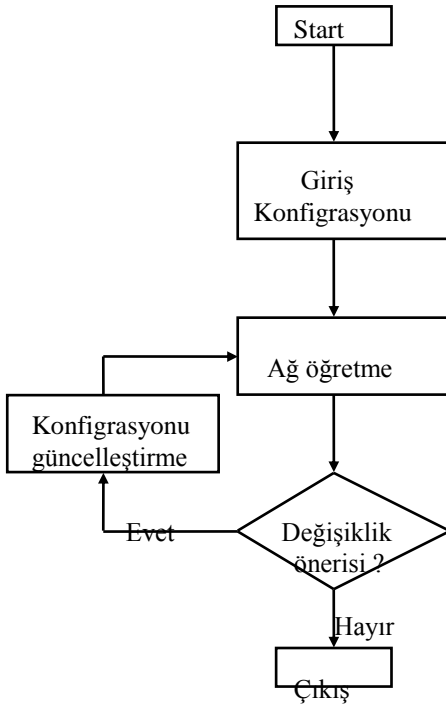 Start
Giriş
Konfigrasyonu
Ağ öğretme
Konfigrasyonu
güncelleştirme
Evet
Değişiklik
önerisi ?
Hayır
Çıkış